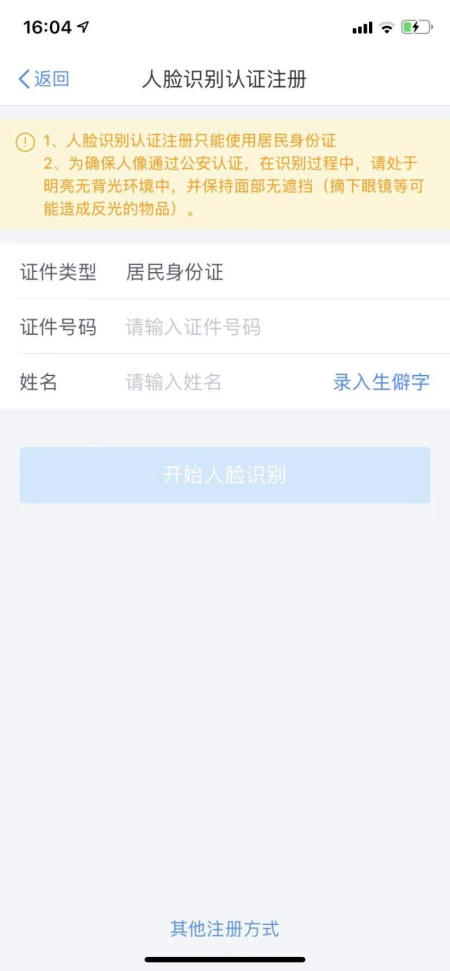 16:04
返回
人脸识别认证注册
1、人脸识别认证注册只能使用居民身份证
2、为确保人像通过公安认证，在识别过程中，请处于
明亮无背光环境中，并保持面部无遮挡（摘下眼镜等可
能造成反光的物品）。
证件类型 居民身份证
证件号码 请输入证件号码
姓名 请输入姓名 录入生僻字
开始人脸识别
其他注册方式